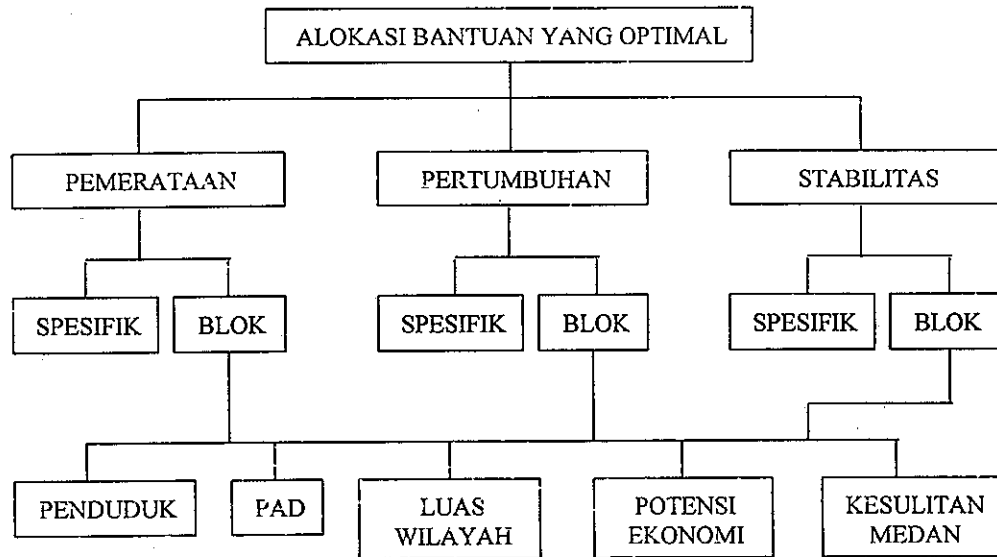 ALOKASI BANTUAN YANG OPTIMAL
PEMERATAAN
PERTUMBUHAN
STABILITAS
SPESIFIK
BLOK
SPESIFIK
BLOK
SPESIFIK
BLOK
PENDUDUK
PAD
LUAS
WILAYAH
POTENSI
EKONOMI
KESULITAN
MEDAN